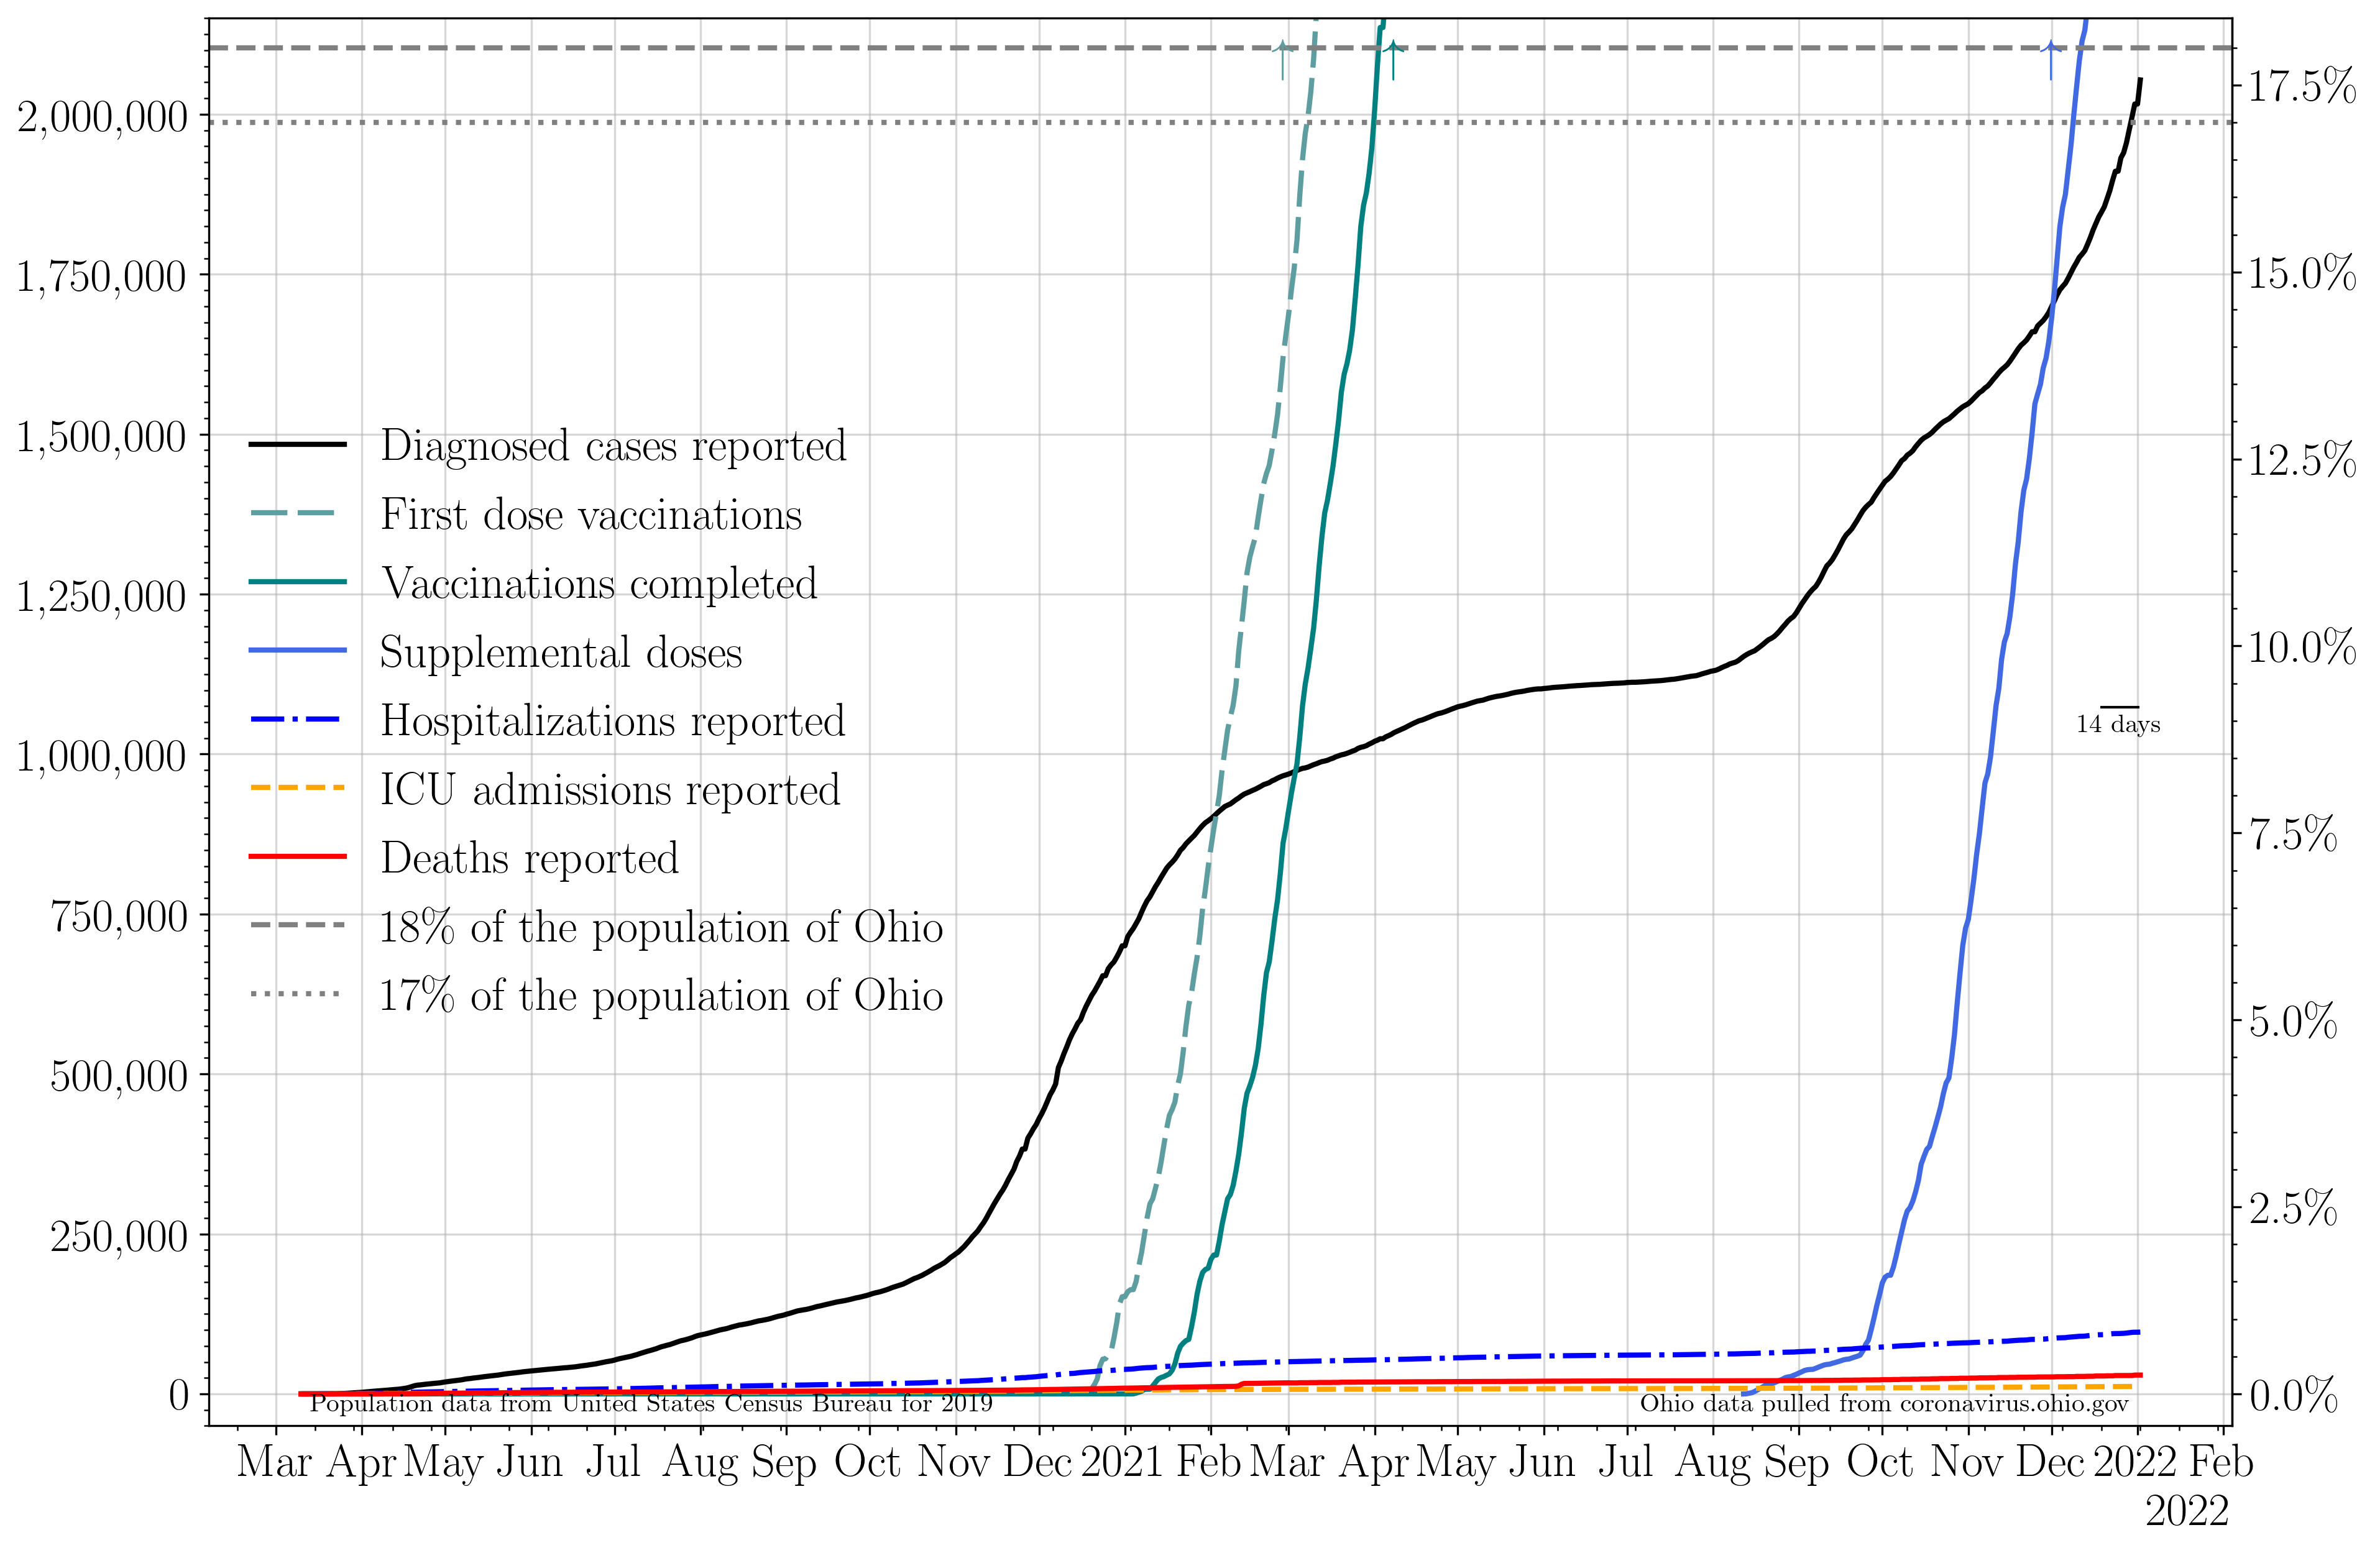 2,000,000
1,750,000
1,500,000
1,250,000
1,000,000
750,000
500,000
250,000
0
Diagnosed cases reported
First dose vaccinations
Vaccinations completed
Supplemental doses
Hospitalizations reported
ICU admissions reported
Deaths reported
18% of the population of Ohio
17% of the population of Ohio
14 days
17.5%
15.0%
12.5%
10.0%
7.5%
5.0%
2.5%
0.0%
Population data from United States Census Bureau for 2019
Ohio data pulled from coronavirus.ohio.gov
Mar Apr May Jun Jul Aug Sep Oct Nov Dec 2021 Feb Mar Apr May Jun Jul Aug Sep Oct Nov Dec 2022 Feb
2022